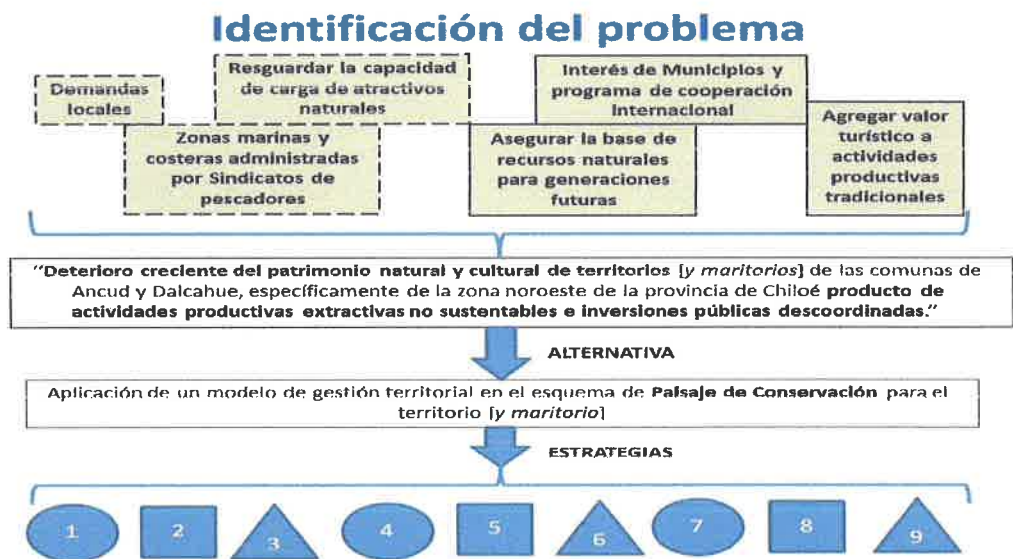 Identificación del problema
Demandas
locales
Resguardar la capacidad
de carga de atractivos
naturales
Zonas marinas y
costeras administradas
por Sindicatos de
pescadores
Interés de Municipios y
programa de cooperación
Internacional
Asegurar la base de
recursos naturales
para generaciones
futuras
Agregar valor
turístico a
actividades
productivas
tradicionales
"Deterioro creciente del patrimonio natural y cultural de territorios [y maritorios] de las comunas de
Ancud y Dalcahue, específicamente de la zona noroeste de la provincia de Chiloé producto de
actividades productivas extractivas no sustentables e inversiones públicas descoordinadas."
ALTERNATIVA
Aplicación de un modelo de gestión territorial en el esquema de Paisaje de Conservación para el
territorio [y maritorio]
ESTRATEGIAS
1 2 3 4 5 6 7 8 9